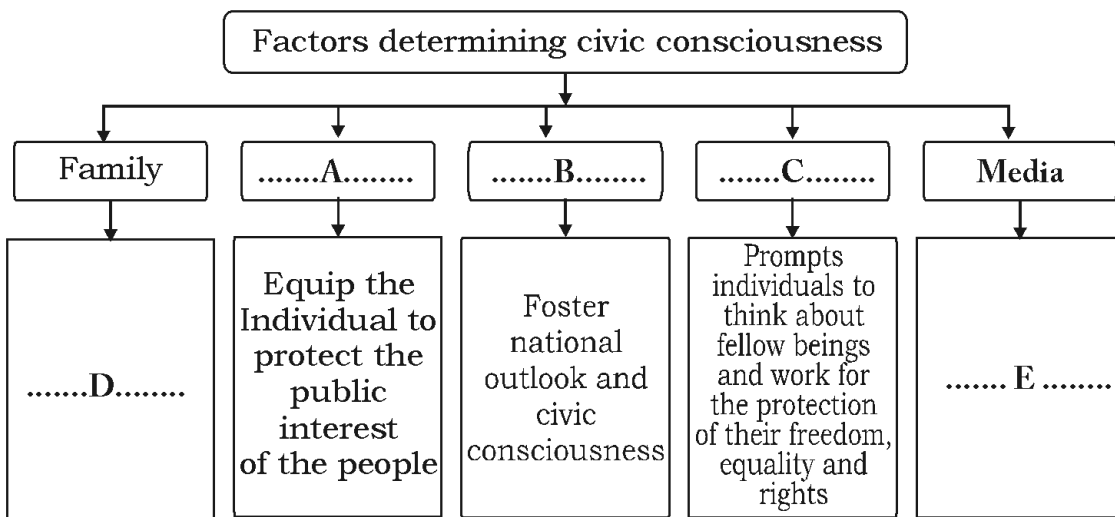 Factors determining civic consciousness
Family
.......A........
.......B........
.......C........
Media
.......D........
Equip the
Individual to
protect the
public
interest
of the people
Foster
national
outlook and
civic
consciousness
Prompts
individuals to
think about
fellow beings
and work for
the protection
of their freedom,
equality and
rights
....... E ........